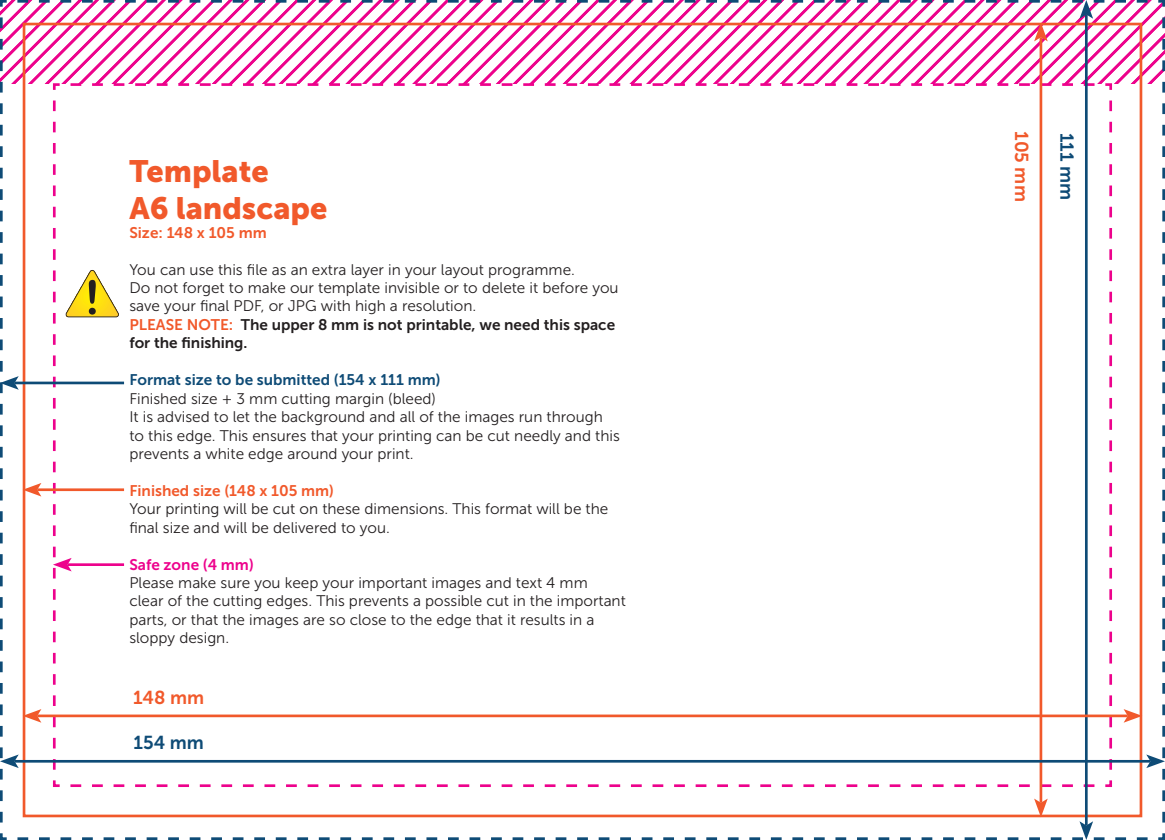 105 mm
111 mm
Template
A6 landscape
Size: 148 x 105 mm
You can use this file as an extra layer in your layout programme.
Do not forget to make our template invisible or to delete it before you
save your final PDF, or JPG with high a resolution.
PLEASE NOTE: The upper 8 mm is not printable, we need this space
for the finishing.
Format size to be submitted (154 x 111 mm)
Finished size + 3 mm cutting margin (bleed)
It is advised to let the background and all of the images run through
to this edge. This ensures that your printing can be cut needly and this
prevents a white edge around your print.
Finished size (148 x 105 mm)
Your printing will be cut on these dimensions. This format will be the
final size and will be delivered to you.
Safe zone (4 mm)
Please make sure you keep your important images and text 4 mm
clear of the cutting edges. This prevents a possible cut in the important
parts, or that the images are so close to the edge that it results in a
sloppy design.
148 mm
154 mm